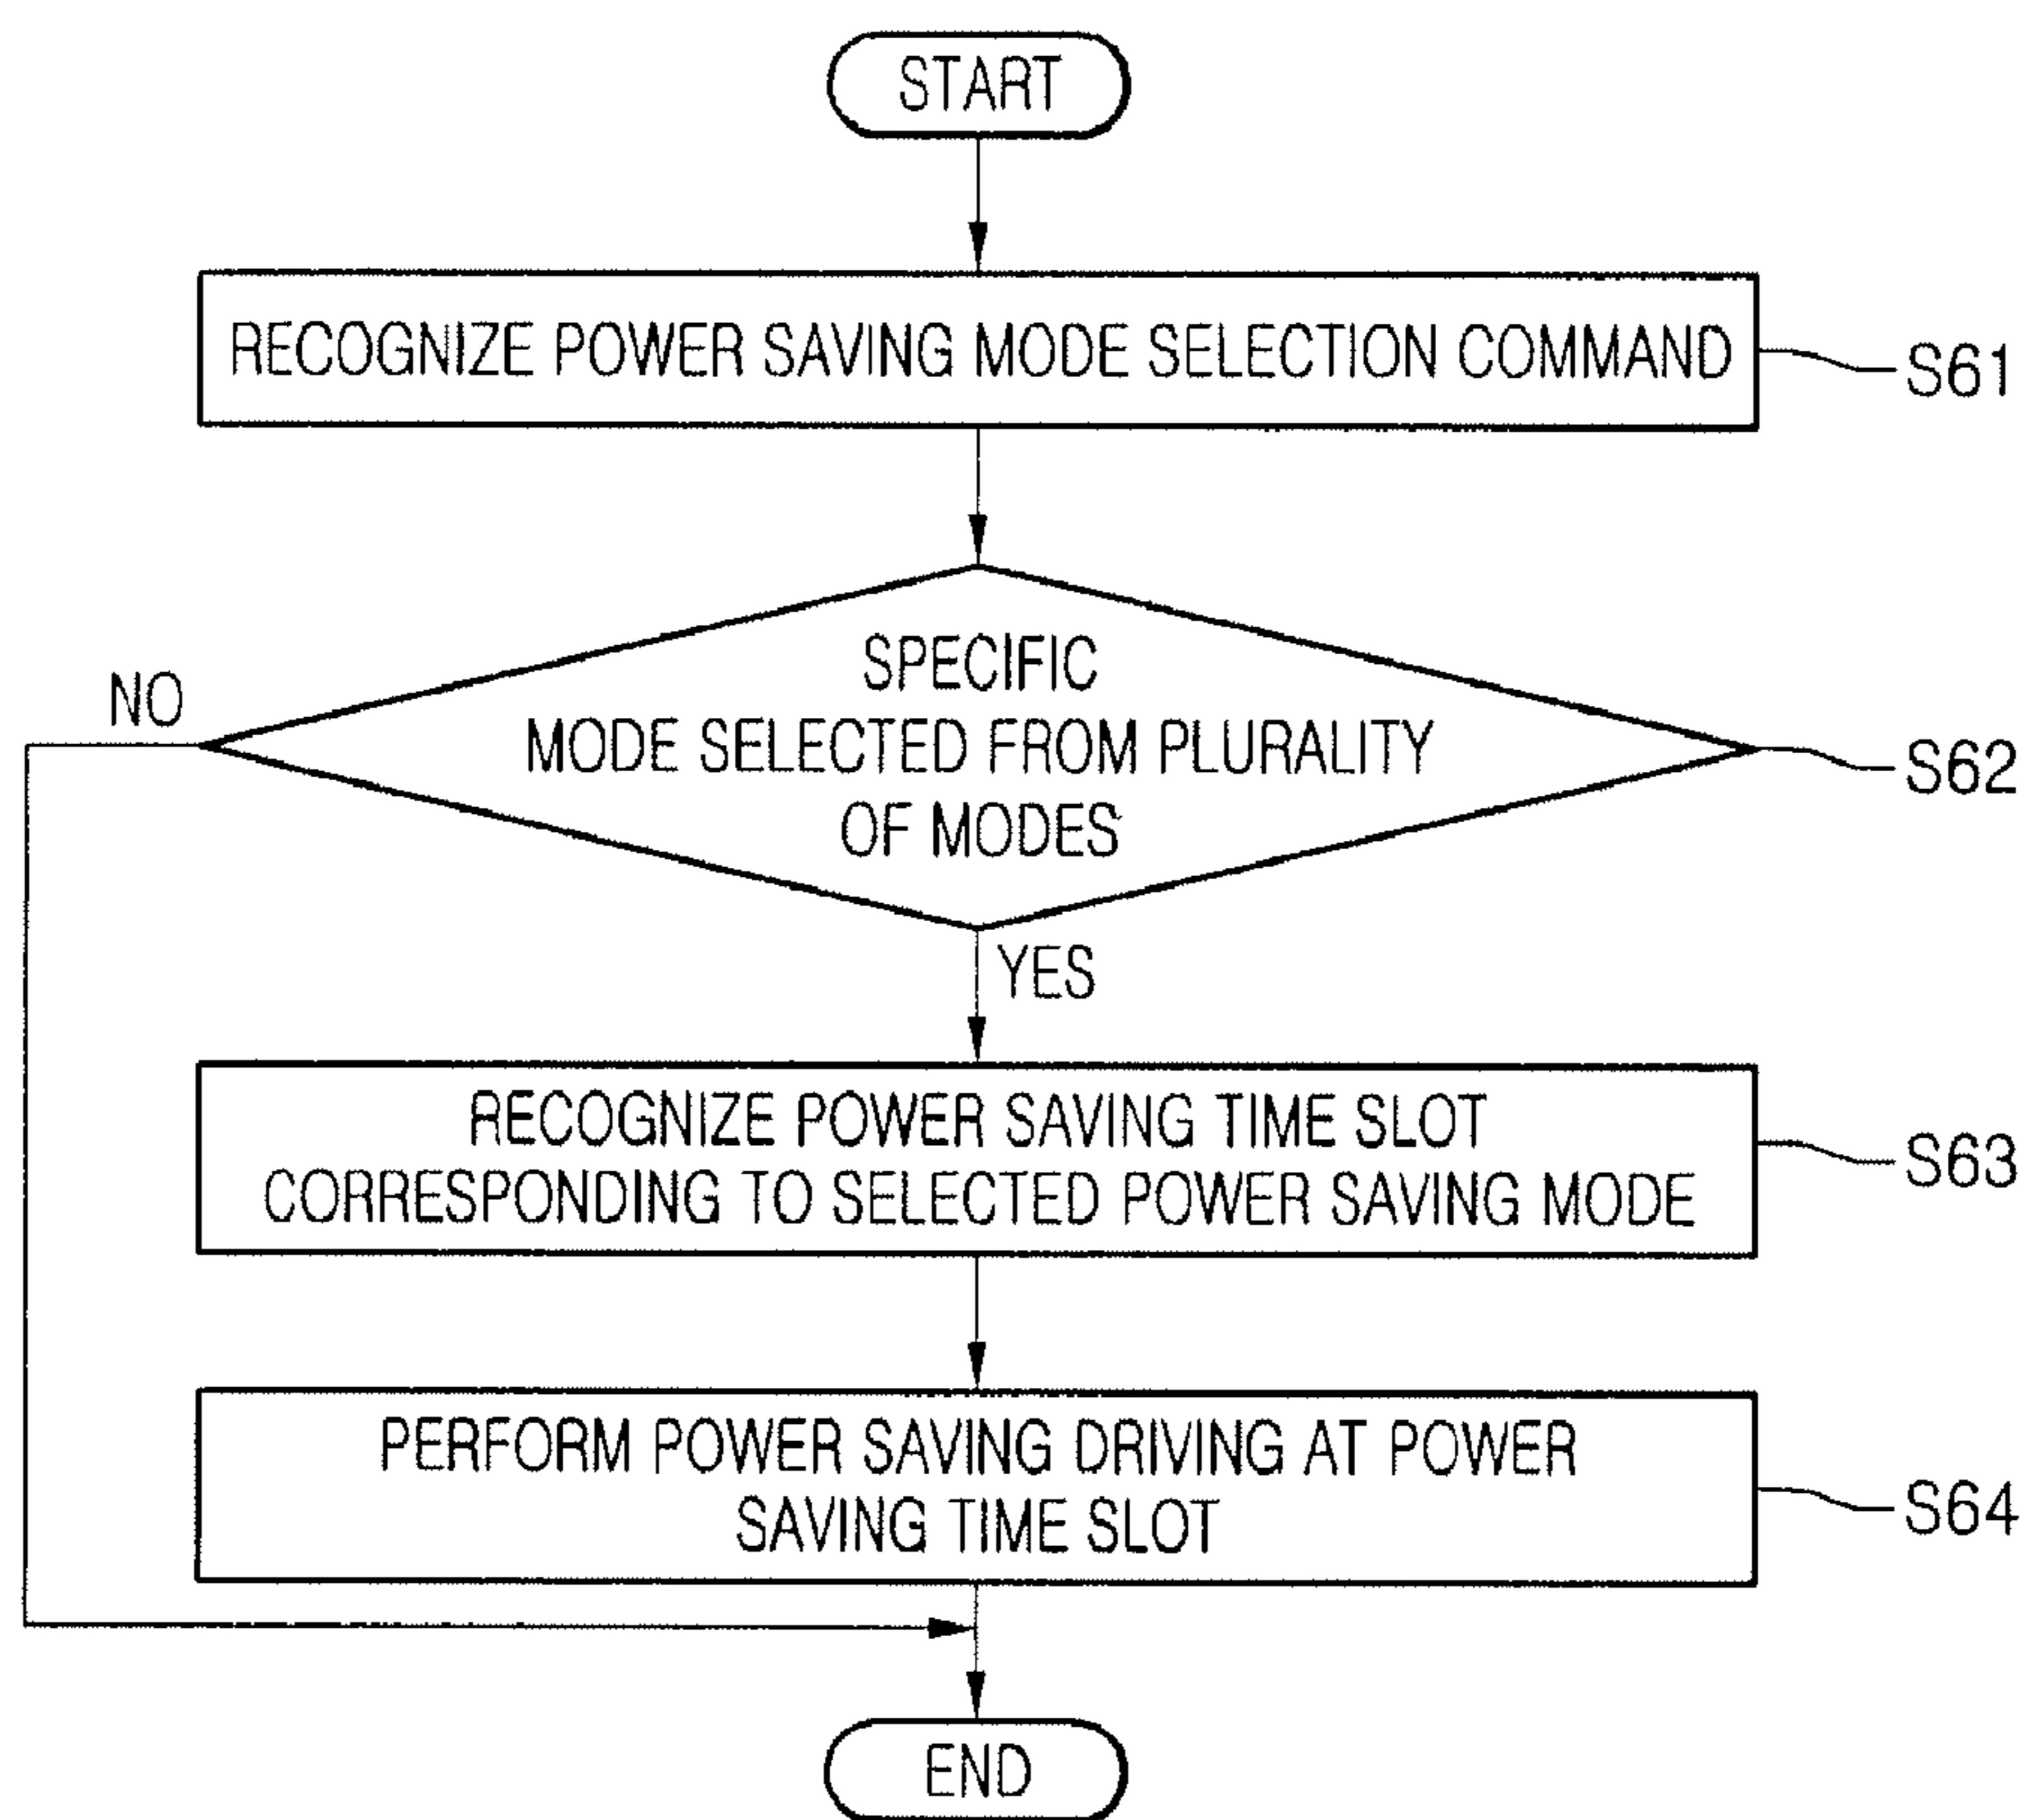 START
RECOGNIZE POWER SAVING MODE SELECTION COMMAND
S61
SPECIFIC
MODE SELECTED FROM PLURALITY
OF MODES
S62
NO
YES
RECOGNIZE POWER SAVING TIME SLOT
CORRESPONDING TO SELECTED POWER SAVING MODE
S63
PERFORM POWER SAVING DRIVING AT POWER
SAVING TIME SLOT
S64
END